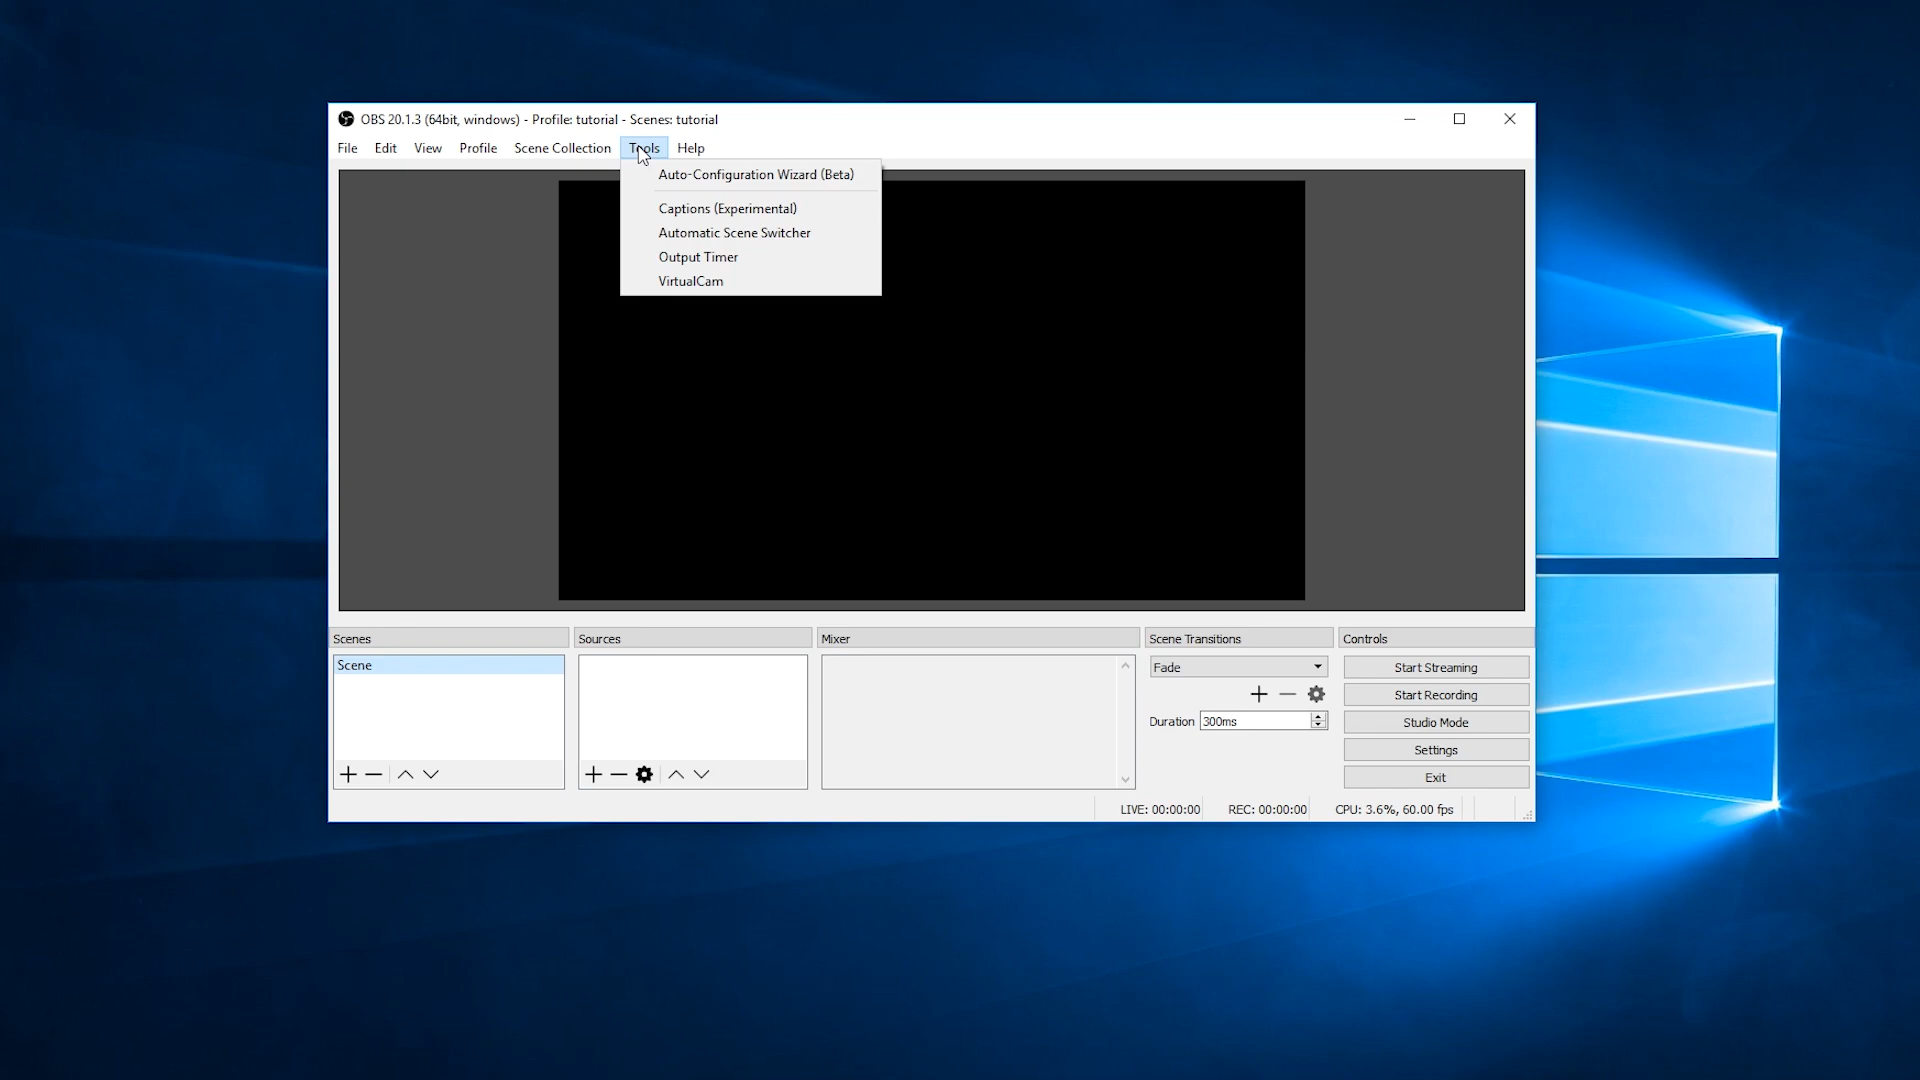 OBS 20.1.3 (64bit, windows) - Profile: tutorial - Scenes: tutorial
File Edit View Profile Scene Collection Tools Help
Auto-Configuration Wizard (Beta)
Captions (Experimental)
Automatic Scene Switcher
Output Timer
VirtualCam
Scenes Sources Mixer Scene Transitions Controls
Scene Fade Start Streaming
Start Recording
Duration 300ms Studio Mode
Settings
Exit
LIVE: 00:00:00 REC: 00:00:00 CPU: 3.6%, 60.00 fps